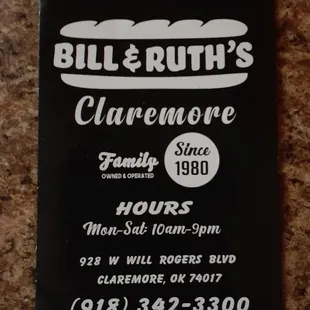 BILL & RUTH'S
Claremore
Family
OWNED & OPERATED
Since
1980
HOURS
Mon-Sat: 10am-9pm
928 W WILL ROGERS BLVD
CLAREMORE, OK 74017
(918) 342-3300